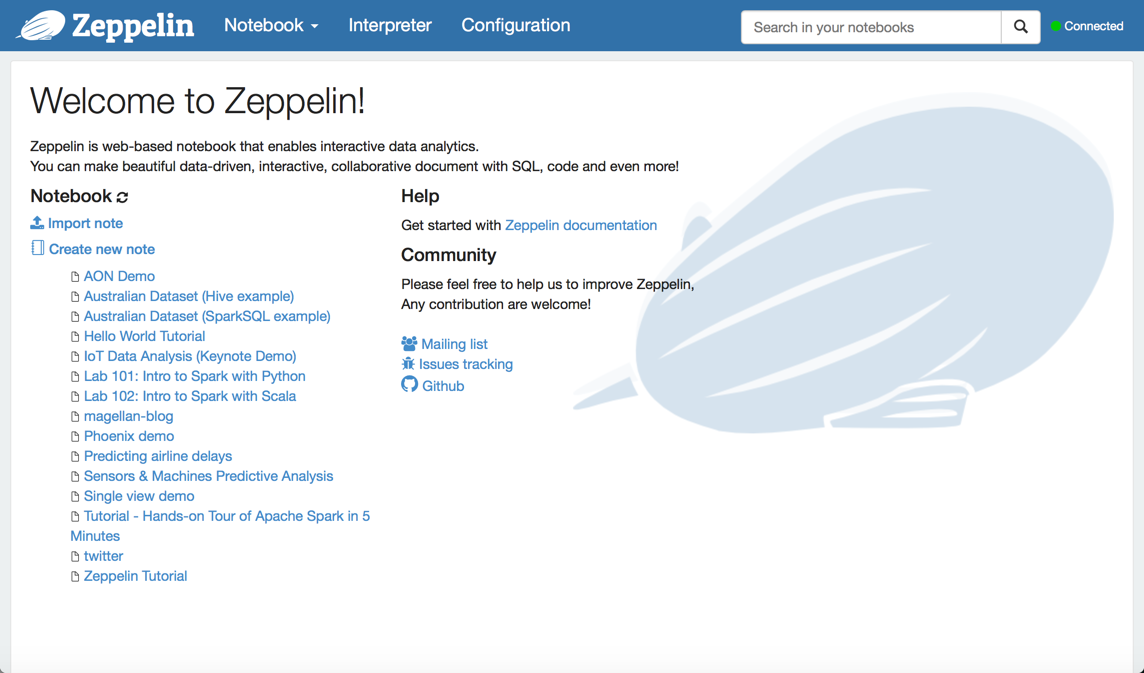 Zeppelin Notebook Interpreter Configuration Search in your notebooks Connected
Welcome to Zeppelin!
Zeppelin is web-based notebook that enables interactive data analytics.
You can make beautiful data-driven, interactive, collaborative document with SQL, code and even more!
Notebook
Import note
Create new note
AON Demo
Australian Dataset (Hive example)
Australian Dataset (SparkSQL example)
Hello World Tutorial
IoT Data Analysis (Keynote Demo)
Lab 101: Intro to Spark with Python
Lab 102: Intro to Spark with Scala
magellan-blog
Phoenix demo
Predicting airline delays
Sensors & Machines Predictive Analysis
Single view demo
Tutorial - Hands-on Tour of Apache Spark in 5
Minutes
twitter
Zeppelin Tutorial
Help
Get started with Zeppelin documentation
Community
Please feel free to help us to improve Zeppelin,
Any contribution are welcome!
Mailing list
Issues tracking
Github